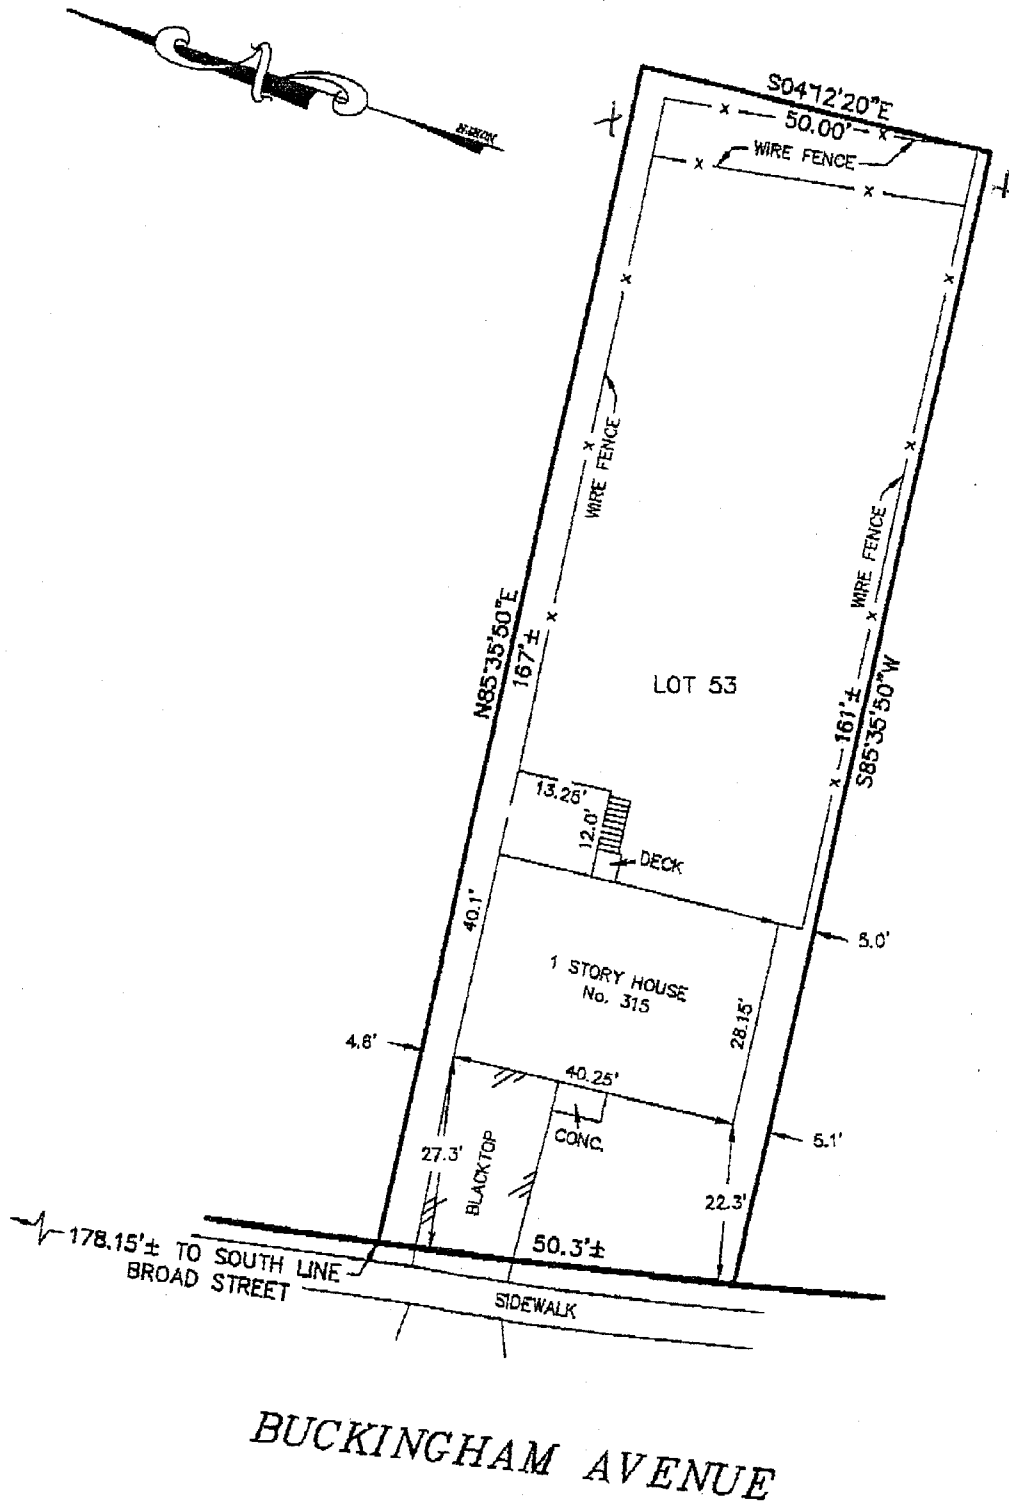 S04°12'20"E
50.00'
WIRE FENCE
WIRE FENCE
WIRE FENCE
N85°35'50"E
167'±
LOT 53
161'±
S85°35'50"W
13.25'
12.0'
DECK
40.1'
5.0'
1 STORY HOUSE
No. 315
28.15'
4.6'
40.25'
CONC.
5.1'
27.3'
BLACKTOP
22.3'
50.3'±
178.15'± TO SOUTH LINE
BROAD STREET
SIDEWALK
BUCKINGHAM AVENUE